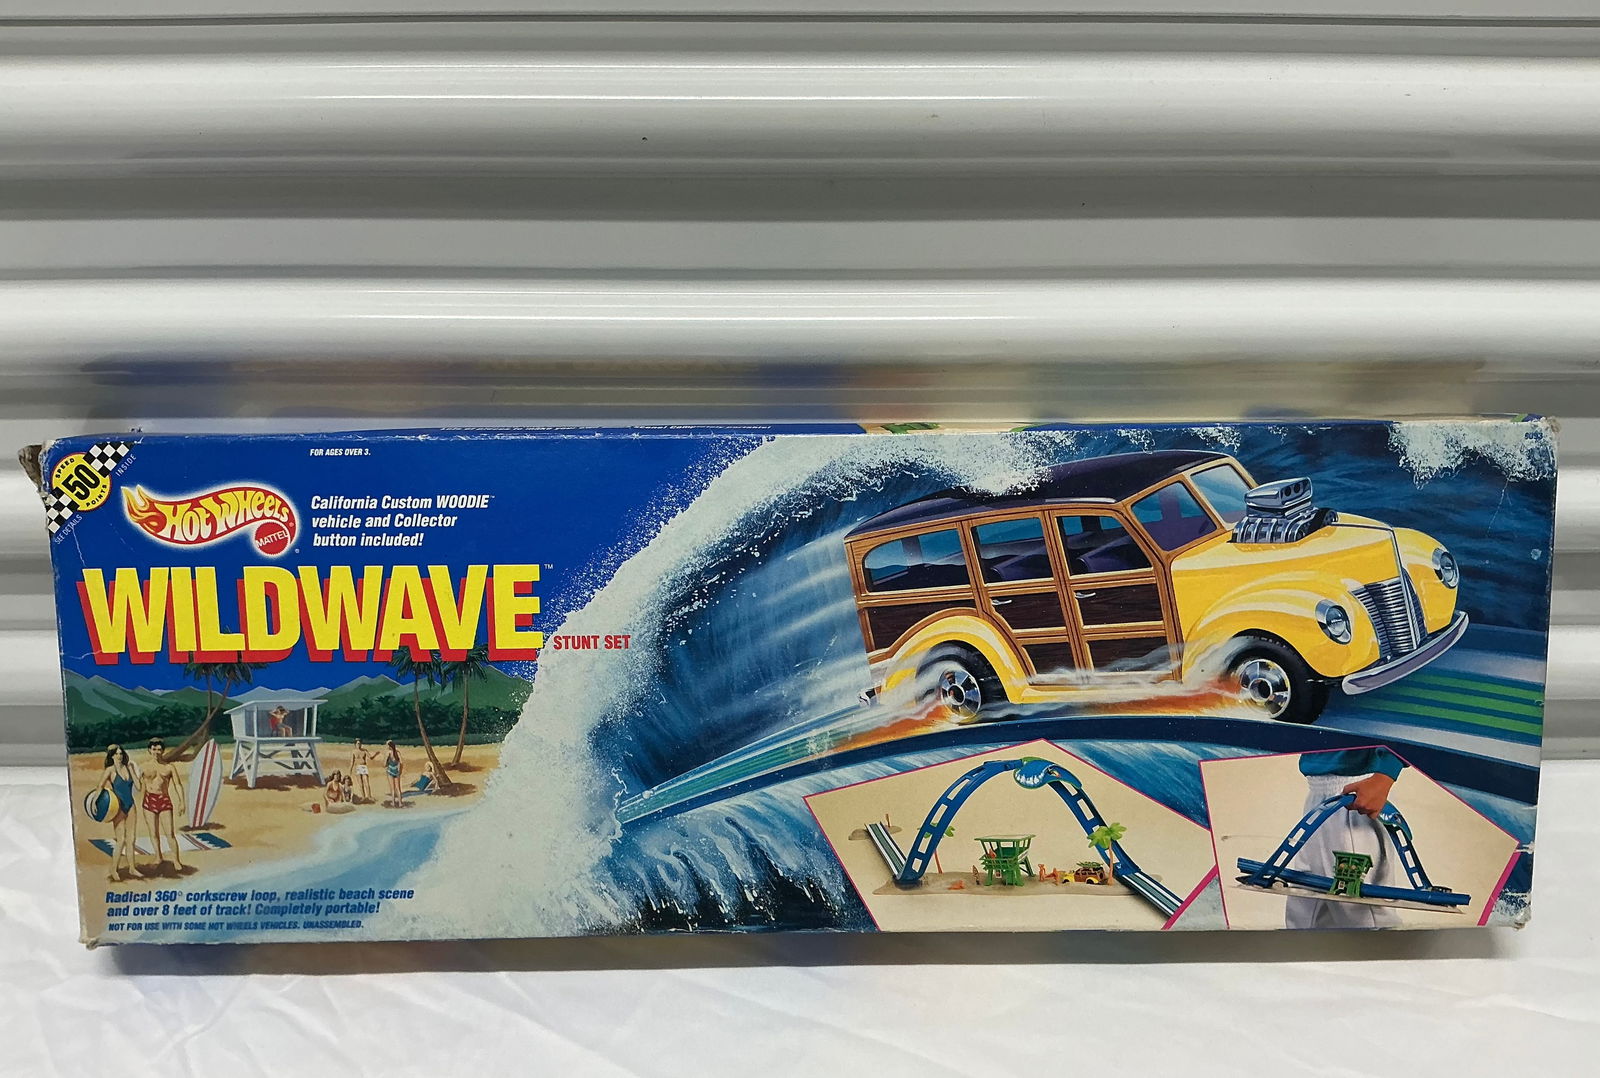 SPEED
50
POINTS
INSIDE
SEE DETAILS
FOR AGES OVER 3.
HOT WHEELS
MATTEL
®
California Custom WOODIE™
vehicle and Collector
button included!
WILDWAVE™
STUNT SET
Radical 360° corkscrew loop, realistic beach scene
and over 8 feet of track! Completely portable!
NOT FOR USE WITH SOME HOT WHEELS VEHICLES. UNASSEMBLED.